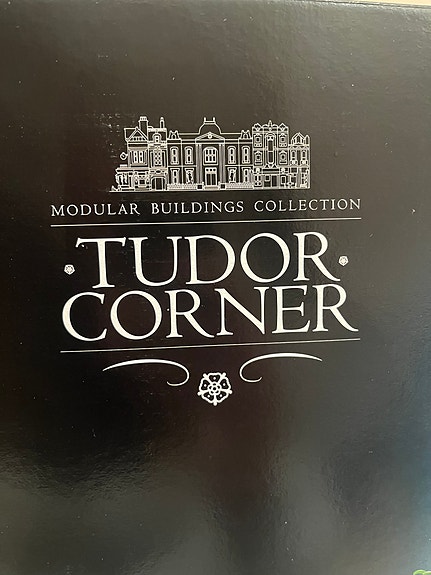 MODULAR BUILDINGS COLLECTION
TUDOR
CORNER